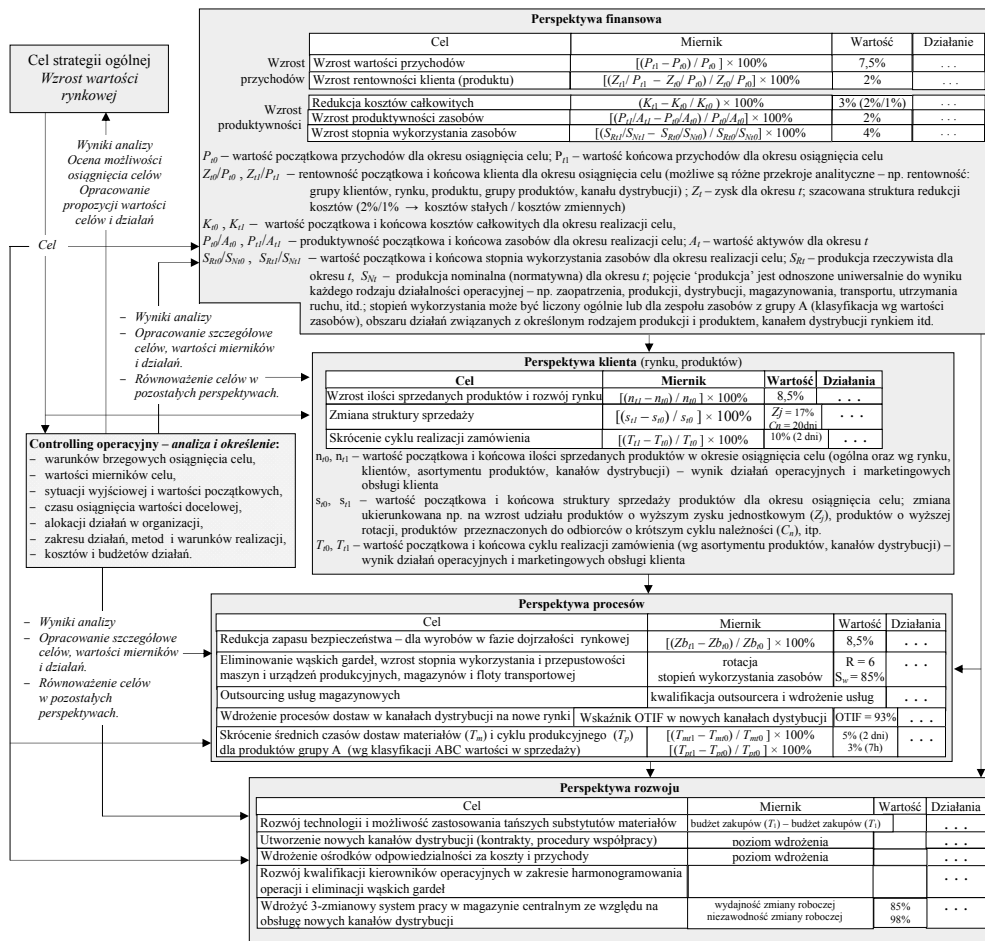 Perspektywa finansowa
Cel strategii ogólnej
Wzrost wartości
rynkowej
Cel Miernik Wartość Działanie
Wzrost
przychodów
Wzrost wartości przychodów [(Pt1 – Pt0) / Pt0] × 100% 7,5% . . .
Wzrost rentowności klienta (produktu) [(Zt1/ Pt1 – Zt0/ Pt0) / Zt0/ Pt0] × 100% 2% . . .
Wzrost
produktywności
Redukcja kosztów całkowitych (Kt1 – Kt0 / Kt0 ) × 100% 3% (2%/1%) . . .
Wzrost produktywności zasobów [(Pt1/At1 – Pt0/At0) / Pt0/At0] × 100% 2% . . .
Wzrost stopnia wykorzystania zasobów [(SRt1/SNt1 – SRt0/SNt0) / SRt0/SNt0] × 100% 4% . . .
Pt0 – wartość początkowa przychodów dla okresu osiągnięcia celu; Pt1 – wartość końcowa przychodów dla okresu osiągnięcia celu
Zt0/Pt0 , Zt1/Pt1 – rentowność początkowa i końcowa klienta dla okresu osiągnięcia celu (możliwe są różne przekroje analityczne – np. rentowność:
grupy klientów, rynku, produktu, grupy produktów, kanału dystrybucji) ; Zt – zysk dla okresu t; szacowana struktura redukcji
kosztów (2%/1% → kosztów stałych / kosztów zmiennych)
Kt0 , Kt1 – wartość początkowa i końcowa kosztów całkowitych dla okresu realizacji celu,
Pt0/At0 , Pt1/At1 – produktywność początkowa i końcowa zasobów dla okresu realizacji celu; At – wartość aktywów dla okresu t
SRt0/SNt0 , SRt1/SNt1 – wartość początkowa i końcowa stopnia wykorzystania zasobów dla okresu realizacji celu; SRt – produkcja rzeczywista dla
okresu t, SNt – produkcja nominalna (normatywna) dla okresu t; pojęcie ‘produkcja’ jest odnoszone uniwersalnie do wyniku
każdego rodzaju działalności operacyjnej – np. zaopatrzenia, produkcji, dystrybucji, magazynowania, transportu, utrzymania
ruchu, itd.; stopień wykorzystania może być liczony ogólnie lub dla zespołu zasobów z grupy A (klasyfikacja wg wartości
zasobów), obszaru działań związanych z określonym rodzajem produkcji i produktem, kanałem dystrybucji rynkiem itd.
Wyniki analizy
Ocena możliwości
osiągnięcia celów
Opracowanie
propozycji wartości
celów i działań
Cel
– Wyniki analizy
– Opracowanie szczegółowe
celów, wartości mierników
i działań.
– Równoważenie celów w
pozostałych perspektywach.
Perspektywa klienta (rynku, produktów)
Cel Miernik Wartość Działania
Wzrost ilości sprzedanych produktów i rozwój rynku [(nt1 – nt0) / nt0 ] × 100% 8,5% . . .
Zmiana struktury sprzedaży [(st1 – st0) / st0 ] × 100% Zj = 17% . . .
Cn = 20dni
Skrócenie cyklu realizacji zamówienia [(Tt1 – Tt0) / Tt0 ] × 100% 10% (2 dni) . . .
nt0, nt1 – wartość początkowa i końcowa ilości sprzedanych produktów w okresie osiągnięcia celu (ogólna oraz wg rynku,
klientów, asortymentu produktów, kanałów dystrybucji) – wynik działań operacyjnych i marketingowych
obsługi klienta
st0, st1 – wartość początkowa i końcowa struktury sprzedaży produktów dla okresu osiągnięcia celu; zmiana
ukierunkowana np. na wzrost udziału produktów o wyższym zysku jednostkowym (Zj), produktów o wyższej
rotacji, produktów przeznaczonych do odbiorców o krótszym cyklu należności (Cn), itp.
Tt0, Tt1 – wartość początkowa i końcowa cyklu realizacji zamówienia (wg asortymentu produktów, kanałów dystrybucji) –
wynik działań operacyjnych i marketingowych obsługi klienta
Controlling operacyjny – analiza i określenie:
– warunków brzegowych osiągnięcia celu,
– wartości mierników celu,
– sytuacji wyjściowej i wartości początkowych,
– czasu osiągnięcia wartości docelowej,
– alokacji działań w organizacji,
– zakresu działań, metod i warunków realizacji,
– kosztów i budżetów działań.
– Wyniki analizy
– Opracowanie szczegółowe
celów, wartości mierników
i działań.
– Równoważenie celów
w pozostałych
perspektywach.
Perspektywa procesów
Cel Miernik Wartość Działania
Redukcja zapasu bezpieczeństwa – dla wyrobów w fazie dojrzałości rynkowej [(Zbt1 – Zbt0) / Zbt0 ] × 100% 8,5% . . .
Eliminowanie wąskich gardeł, wzrost stopnia wykorzystania i przepustowości rotacja R = 6 . . .
maszyn i urządzeń produkcyjnych, magazynów i floty transportowej stopień wykorzystania zasobów Sw = 85%
Outsourcing usług magazynowych kwalifikacja outsourcera i wdrożenie usług . . .
Wdrożenie procesów dostaw w kanałach dystrybucji na nowe rynki Wskaźnik OTIF w nowych kanałach dystybucji OTIF = 93%
Skrócenie średnich czasów dostaw materiałów (Tm) i cyklu produkcyjnego (Tp) [(Tmt1 – Tmt0) / Tmt0 ] × 100% 5% (2 dni) . . .
dla produktów grupy A (wg klasyfikacji ABC wartości w sprzedaży) [(Tpt1 – Tpt0) / Tpt0 ] × 100% 3% (7h)
Perspektywa rozwoju
Cel Miernik Wartość Działania
Rozwój technologii i możliwość zastosowania tańszych substytutów materiałów budżet zakupów (T1) – budżet zakupów (T1) . . .
Utworzenie nowych kanałów dystrybucji (kontrakty, procedury współpracy) poziom wdrożenia . . .
Wdrożenie ośrodków odpowiedzialności za koszty i przychody poziom wdrożenia . . .
Rozwój kwalifikacji kierowników operacyjnych w zakresie harmonogramowania . . .
operacji i eliminacji wąskich gardeł
Wdrożyć 3-zmianowy system pracy w magazynie centralnym ze względu na wydajność zmiany roboczej 85% . . .
obsługę nowych kanałów dystrybucji niezawodność zmiany roboczej 98%